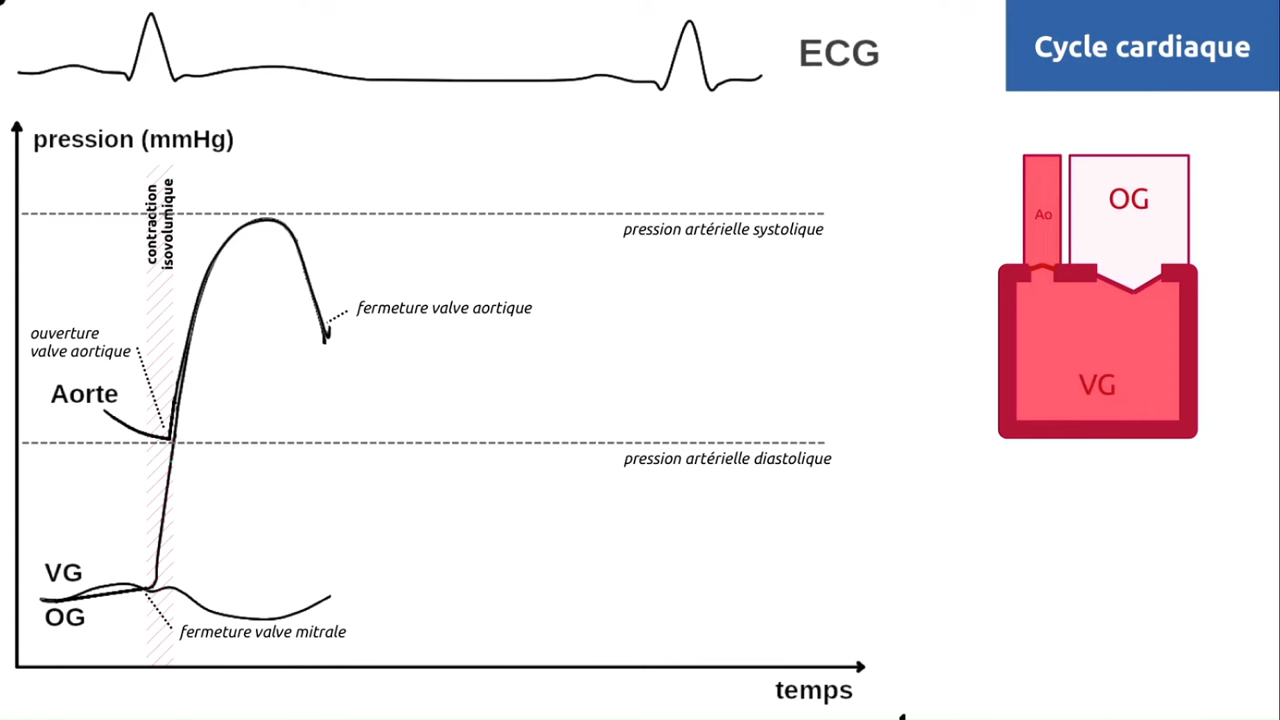 ECG
Cycle cardiaque
pression (mmHg)
contraction
isovolumique
pression artérielle systolique
Ao
OG
fermeture valve aortique
ouverture
valve aortique
Aorte
VG
pression artérielle diastolique
VG
OG
fermeture valve mitrale
temps